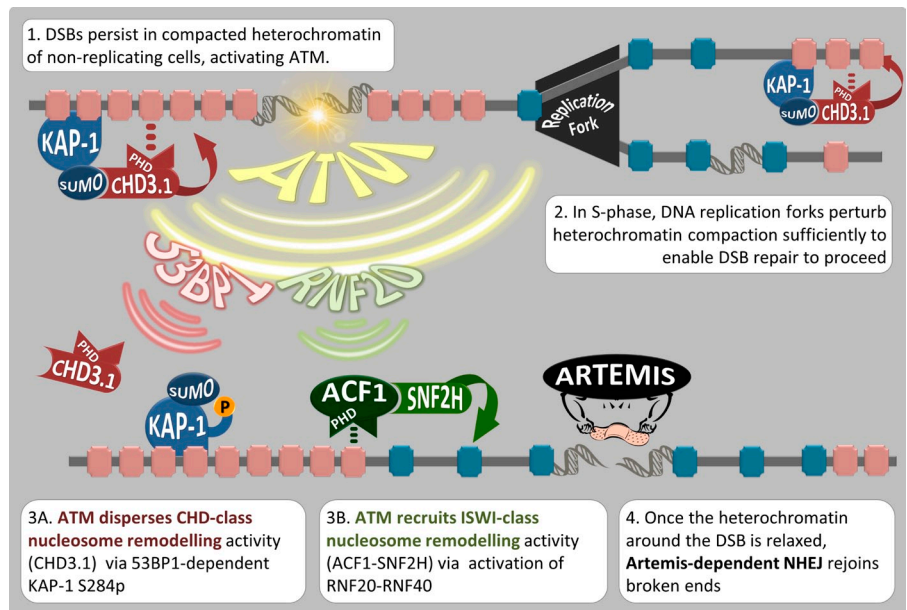 1. DSBs persist in compacted heterochromatin
of non-replicating cells, activating ATM.
KAP-1
SUMO
PHD
CHD3.1
ATM
Replication
Fork
KAP-1
SUMO
PHD
CHD3.1
2. In S-phase, DNA replication forks perturb
heterochromatin compaction sufficiently to
enable DSB repair to proceed
53BP1
RNF20
PHD
CHD3.1
SUMO
KAP-1
P
ACF1
PHD
SNF2H
ARTEMIS
3A. ATM disperses CHD-class
nucleosome remodelling activity
(CHD3.1) via 53BP1-dependent
KAP-1 S284p
3B. ATM recruits ISWI-class
nucleosome remodelling activity
(ACF1-SNF2H) via activation of
RNF20-RNF40
4. Once the heterochromatin
around the DSB is relaxed,
Artemis-dependent NHEJ rejoins
broken ends